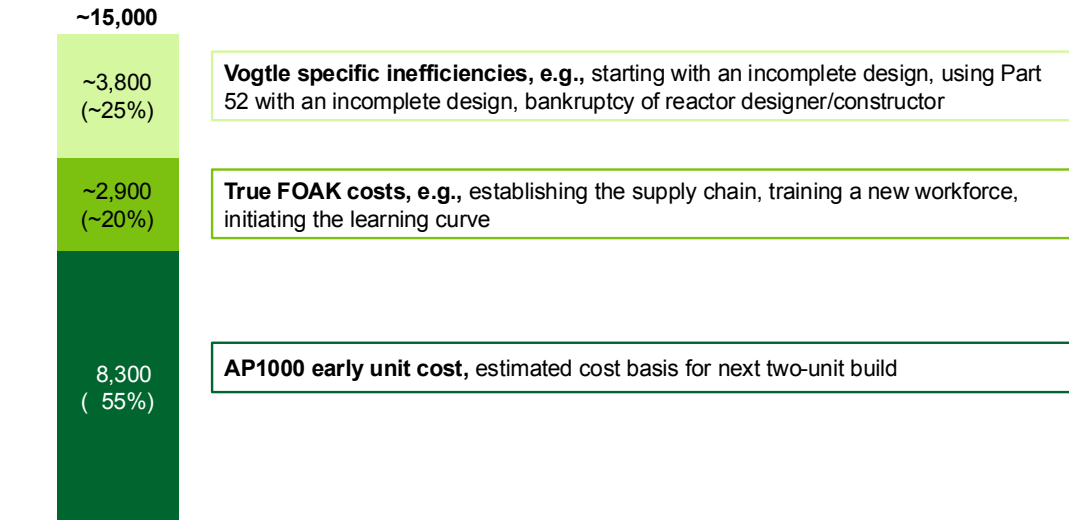 ~15,000
~3,800
(~25%)
Vogtle specific inefficiencies, e.g., starting with an incomplete design, using Part
52 with an incomplete design, bankruptcy of reactor designer/constructor
~2,900
(~20%)
True FOAK costs, e.g., establishing the supply chain, training a new workforce,
initiating the learning curve
8,300
( 55%)
AP1000 early unit cost, estimated cost basis for next two-unit build